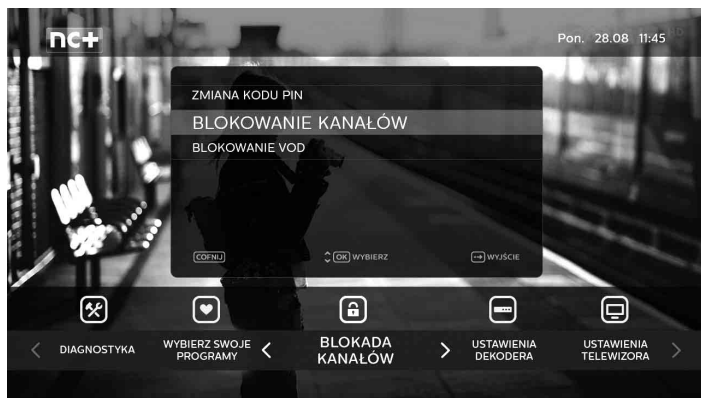 nc+
Pon. 28.08 11:45
ZMIANA KODU PIN
BLOKOWANIE KANAŁÓW
BLOKOWANIE VOD
COFNIJ OK WYBIERZ WYJŚCIE
DIAGNOSTYKA
WYBIERZ SWOJE
PROGRAMY
BLOKADA
KANAŁÓW
USTAWIENIA
DEKODERA
USTAWIENIA
TELEWIZORA